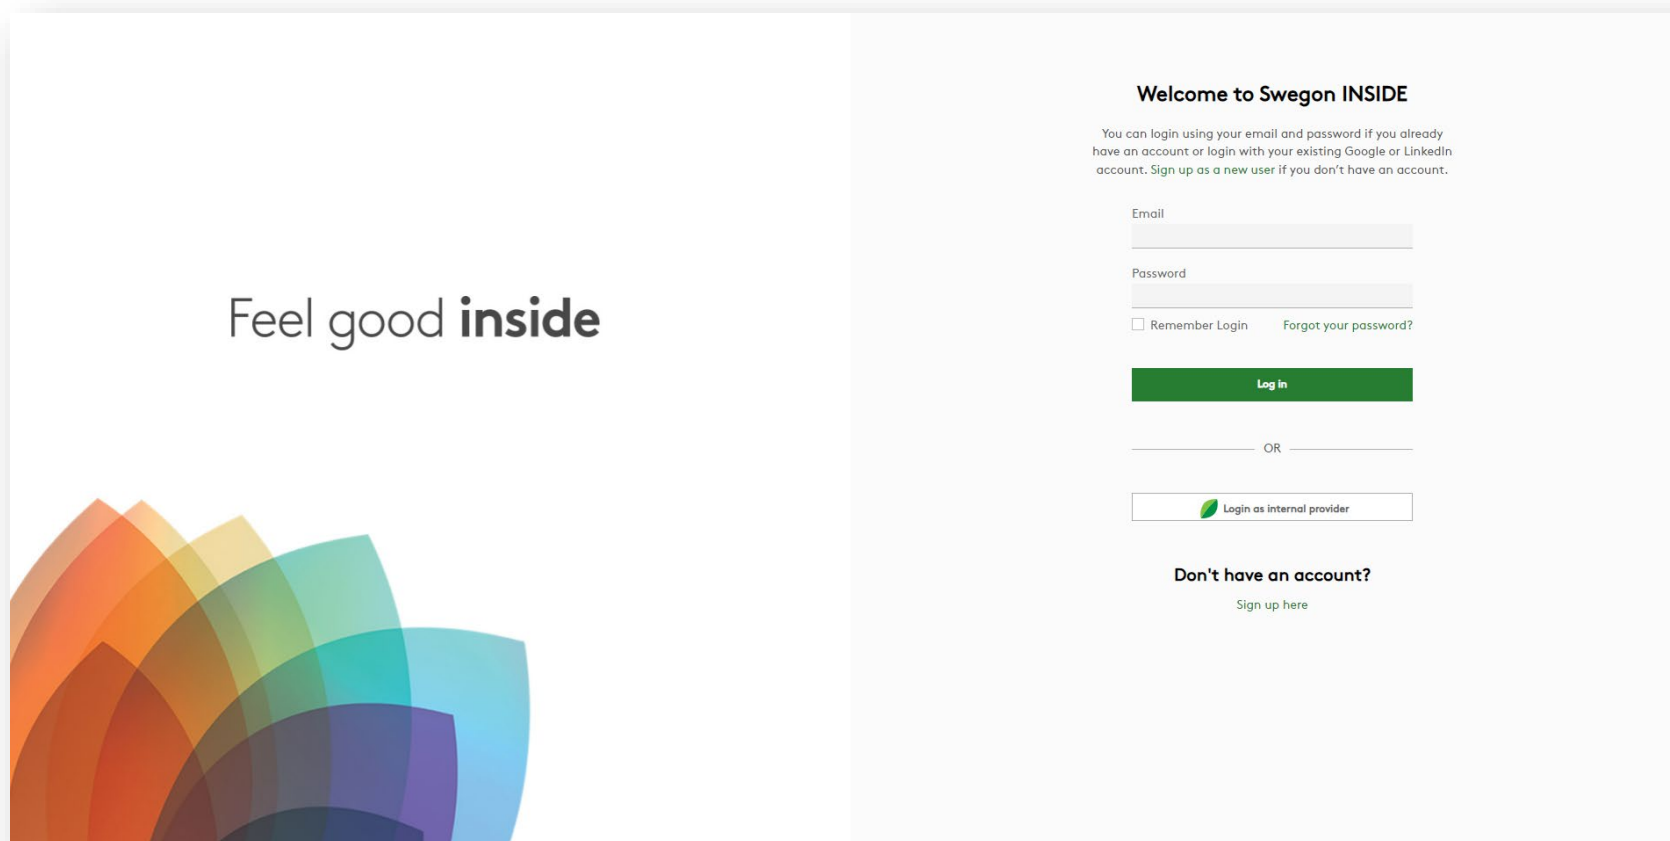 Feel good inside
Welcome to Swegon INSIDE
You can login using your email and password if you already
have an account or login with your existing Google or LinkedIn
account. Sign up as a new user if you don’t have an account.
Email
Password
Remember Login
Forgot your password?
Log in
OR
Login as internal provider
Don't have an account?
Sign up here